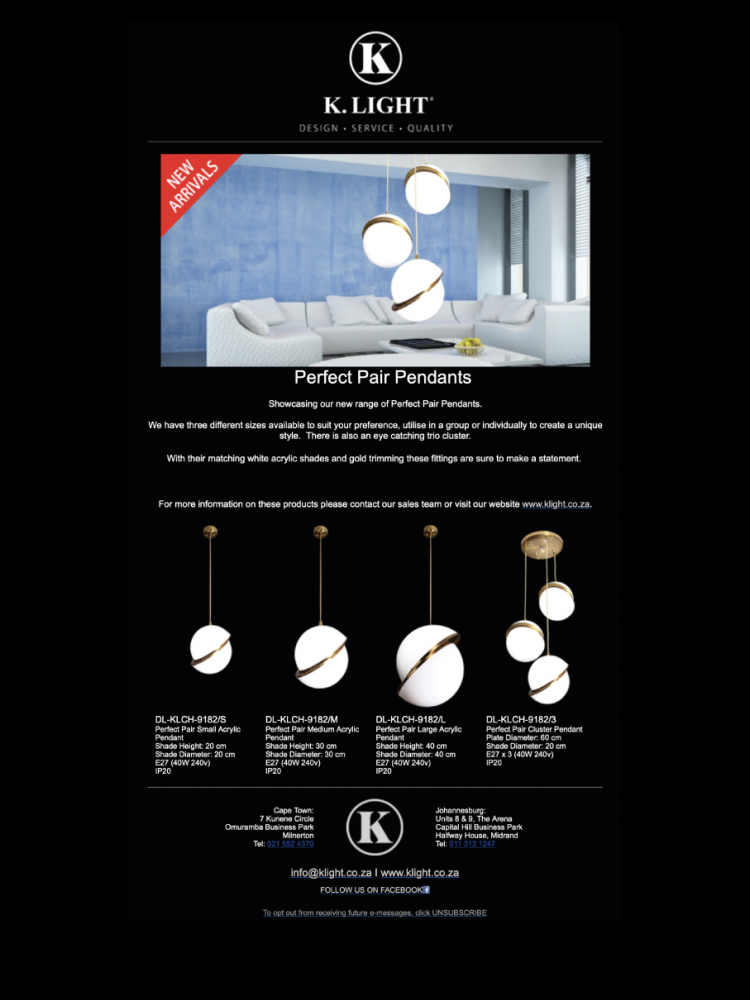 K
K. LIGHT®
DESIGN • SERVICE • QUALITY
NEW
ARRIVALS
Perfect Pair Pendants
Showcasing our new range of Perfect Pair Pendants.
We have three different sizes available to suit your preference, utilise in a group or individually to create a unique
style. There is also an eye catching trio cluster.
With their matching white acrylic shades and gold trimming these fittings are sure to make a statement.
For more information on these products please contact our sales team or visit our website www.klight.co.za.
DL-KLCH-9182/S
Perfect Pair Small Acrylic
Pendant
Shade Height: 20 cm
Shade Diameter: 20 cm
E27 (40W 240v)
IP20
DL-KLCH-9182/M
Perfect Pair Medium Acrylic
Pendant
Shade Height: 30 cm
Shade Diameter: 30 cm
E27 (40W 240v)
IP20
DL-KLCH-9182/L
Perfect Pair Large Acrylic
Pendant
Shade Height: 40 cm
Shade Diameter: 40 cm
E27 (40W 240v)
IP20
DL-KLCH-9182/3
Perfect Pair Cluster Pendant
Plate Diameter: 60 cm
Shade Diameter: 20 cm
E27 x 3 (40W 240v)
IP20
Cape Town:
7 Kunene Circle
Omuramba Business Park
Milnerton
Tel: 021 552 4370
K
Johannesburg:
Units 8 & 9, The Arena
Capital Hill Business Park
Halfway House, Midrand
Tel: 011 312 1247
info@klight.co.za I www.klight.co.za
FOLLOW US ON FACEBOOK
To opt out from receiving future e-messages, click UNSUBSCRIBE